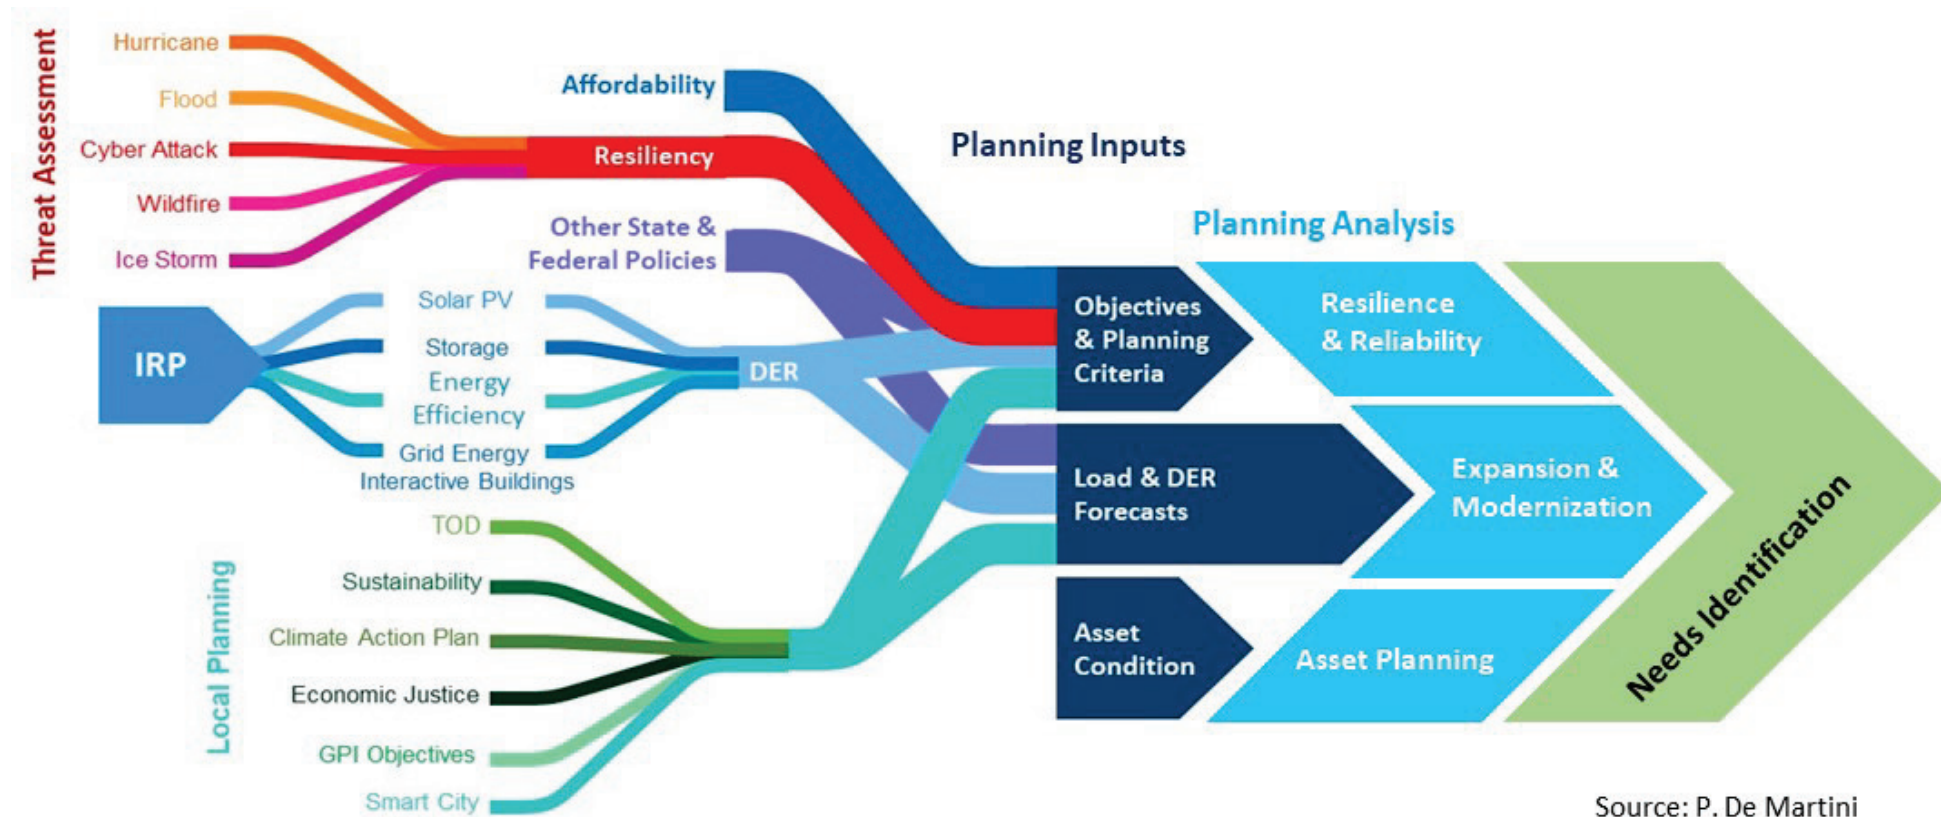 Threat Assessment
Hurricane
Flood
Cyber Attack
Wildfire
Ice Storm
Affordability
Resiliency
Other State &
Federal Policies
IRP
Solar PV
Storage
Energy
Efficiency
Grid Energy
Interactive Buildings
DER
Local Planning
TOD
Sustainability
Climate Action Plan
Economic Justice
GPI Objectives
Smart City
Planning Inputs
Objectives
& Planning
Criteria
Load & DER
Forecasts
Asset
Condition
Planning Analysis
Resilience
& Reliability
Expansion &
Modernization
Asset Planning
Needs Identification
Source: P. De Martini